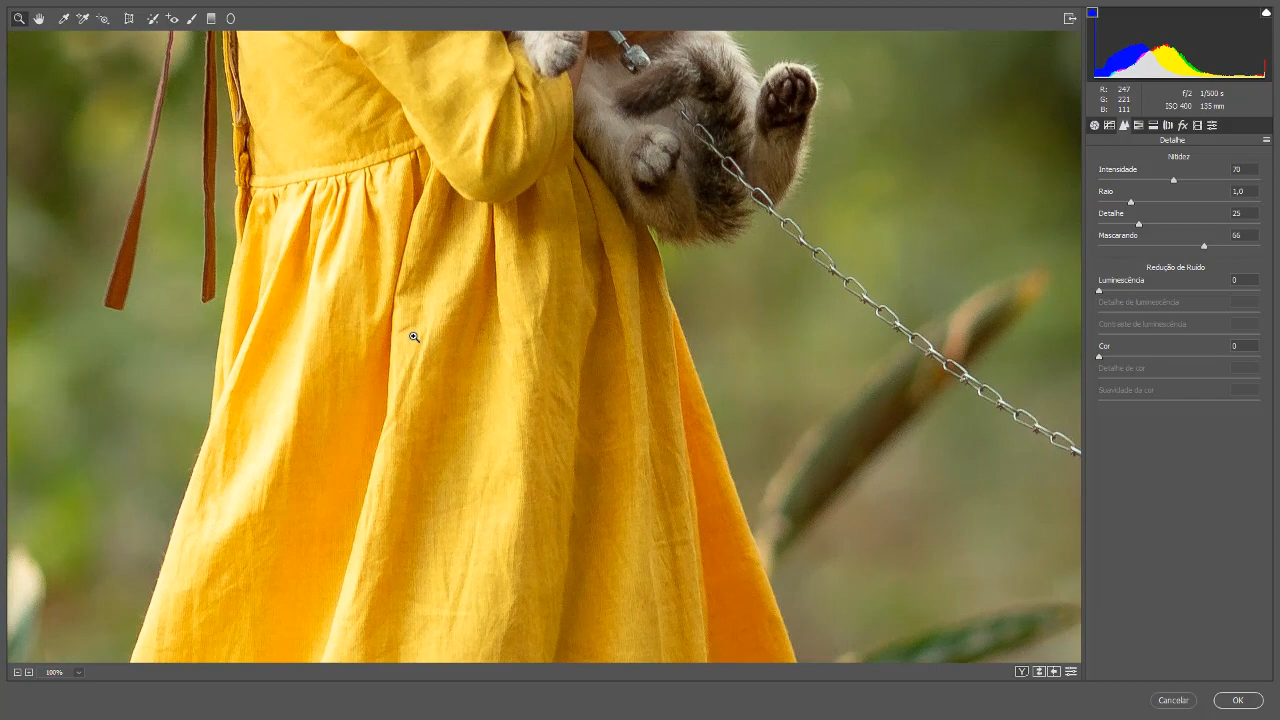 R: 247
G: 221
B: 111
f/2 1/500 s
ISO 400 135 mm
fx
Detalhe
Nitidez
Intensidade 70
Raio 1,0
Detalhe 25
Mascarando 66
Redução de Ruído
Luminescência 0
Detalhe de luminescência
Contraste de luminescência
Cor 0
Detalhe de cor
Suavidade da cor
100%
Y
Cancelar
OK